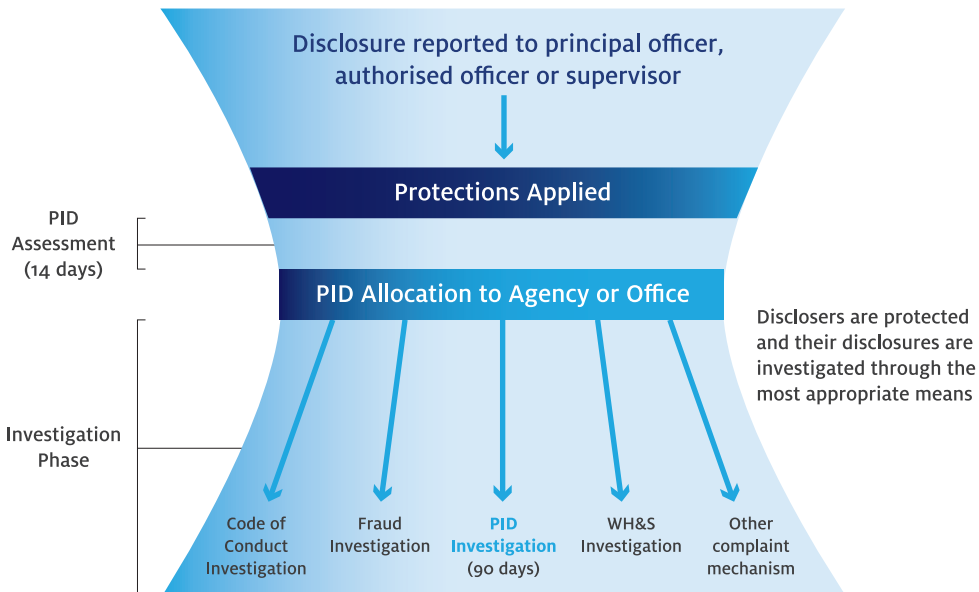 Disclosure reported to principal officer,
authorised officer or supervisor
Protections Applied
PID
Assessment
(14 days)
PID Allocation to Agency or Office
Disclosers are protected
and their disclosures are
investigated through the
most appropriate means
Investigation
Phase
Code of
Conduct
Investigation
Fraud
Investigation
PID
Investigation
(90 days)
WH&S
Investigation
Other
complaint
mechanism